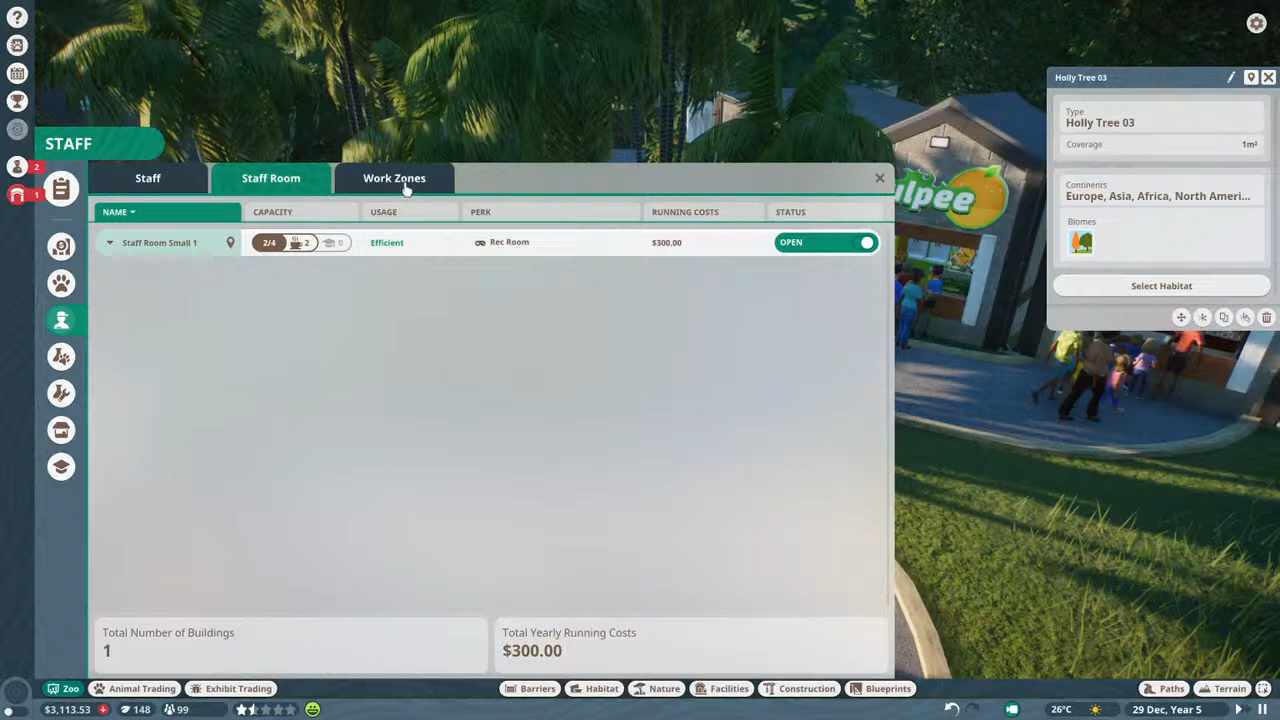 STAFF
Staff Staff Room Work Zones
NAME CAPACITY USAGE PERK RUNNING COSTS STATUS
Staff Room Small 1 2/4 2 0 Efficient Rec Room $300.00 OPEN
Total Number of Buildings
1
Total Yearly Running Costs
$300.00
2
1
Holly Tree 03
Type
Holly Tree 03
Coverage 1m²
Continents
Europe, Asia, Africa, North Ameri...
Biomes
Select Habitat
ulpee
Zoo Animal Trading Exhibit Trading Barriers Habitat Nature Facilities Construction Blueprints Paths Terrain
$3,113.53 148 99 26°C 29 Dec, Year 5